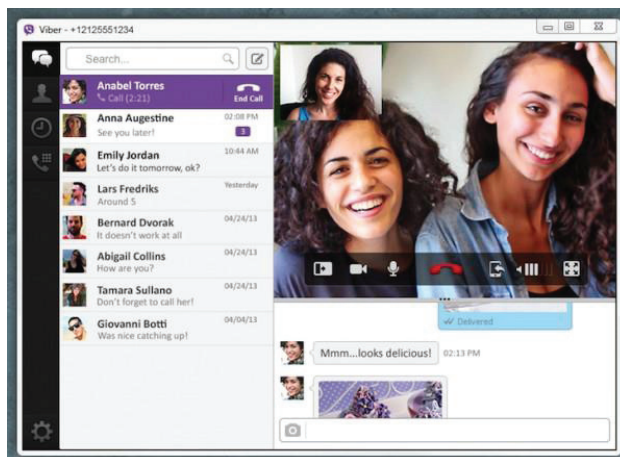 Viber - +12125551234
Search...
Anabel Torres
Call (2:21)
End Call
Anna Augestine
02:08 PM
See you later!
3
Emily Jordan
10:44 AM
Let's do it tomorrow, ok?
Lars Fredriks
Yesterday
Around 5
Bernard Dvorak
04/24/13
It doesn't work at all
Abigail Collins
04/24/13
How are you?
Tamara Sullano
04/24/13
Don't forget to call her!
Giovanni Botti
04/04/13
Was nice catching up!
Delivered
Mmm...looks delicious!
02:13 PM